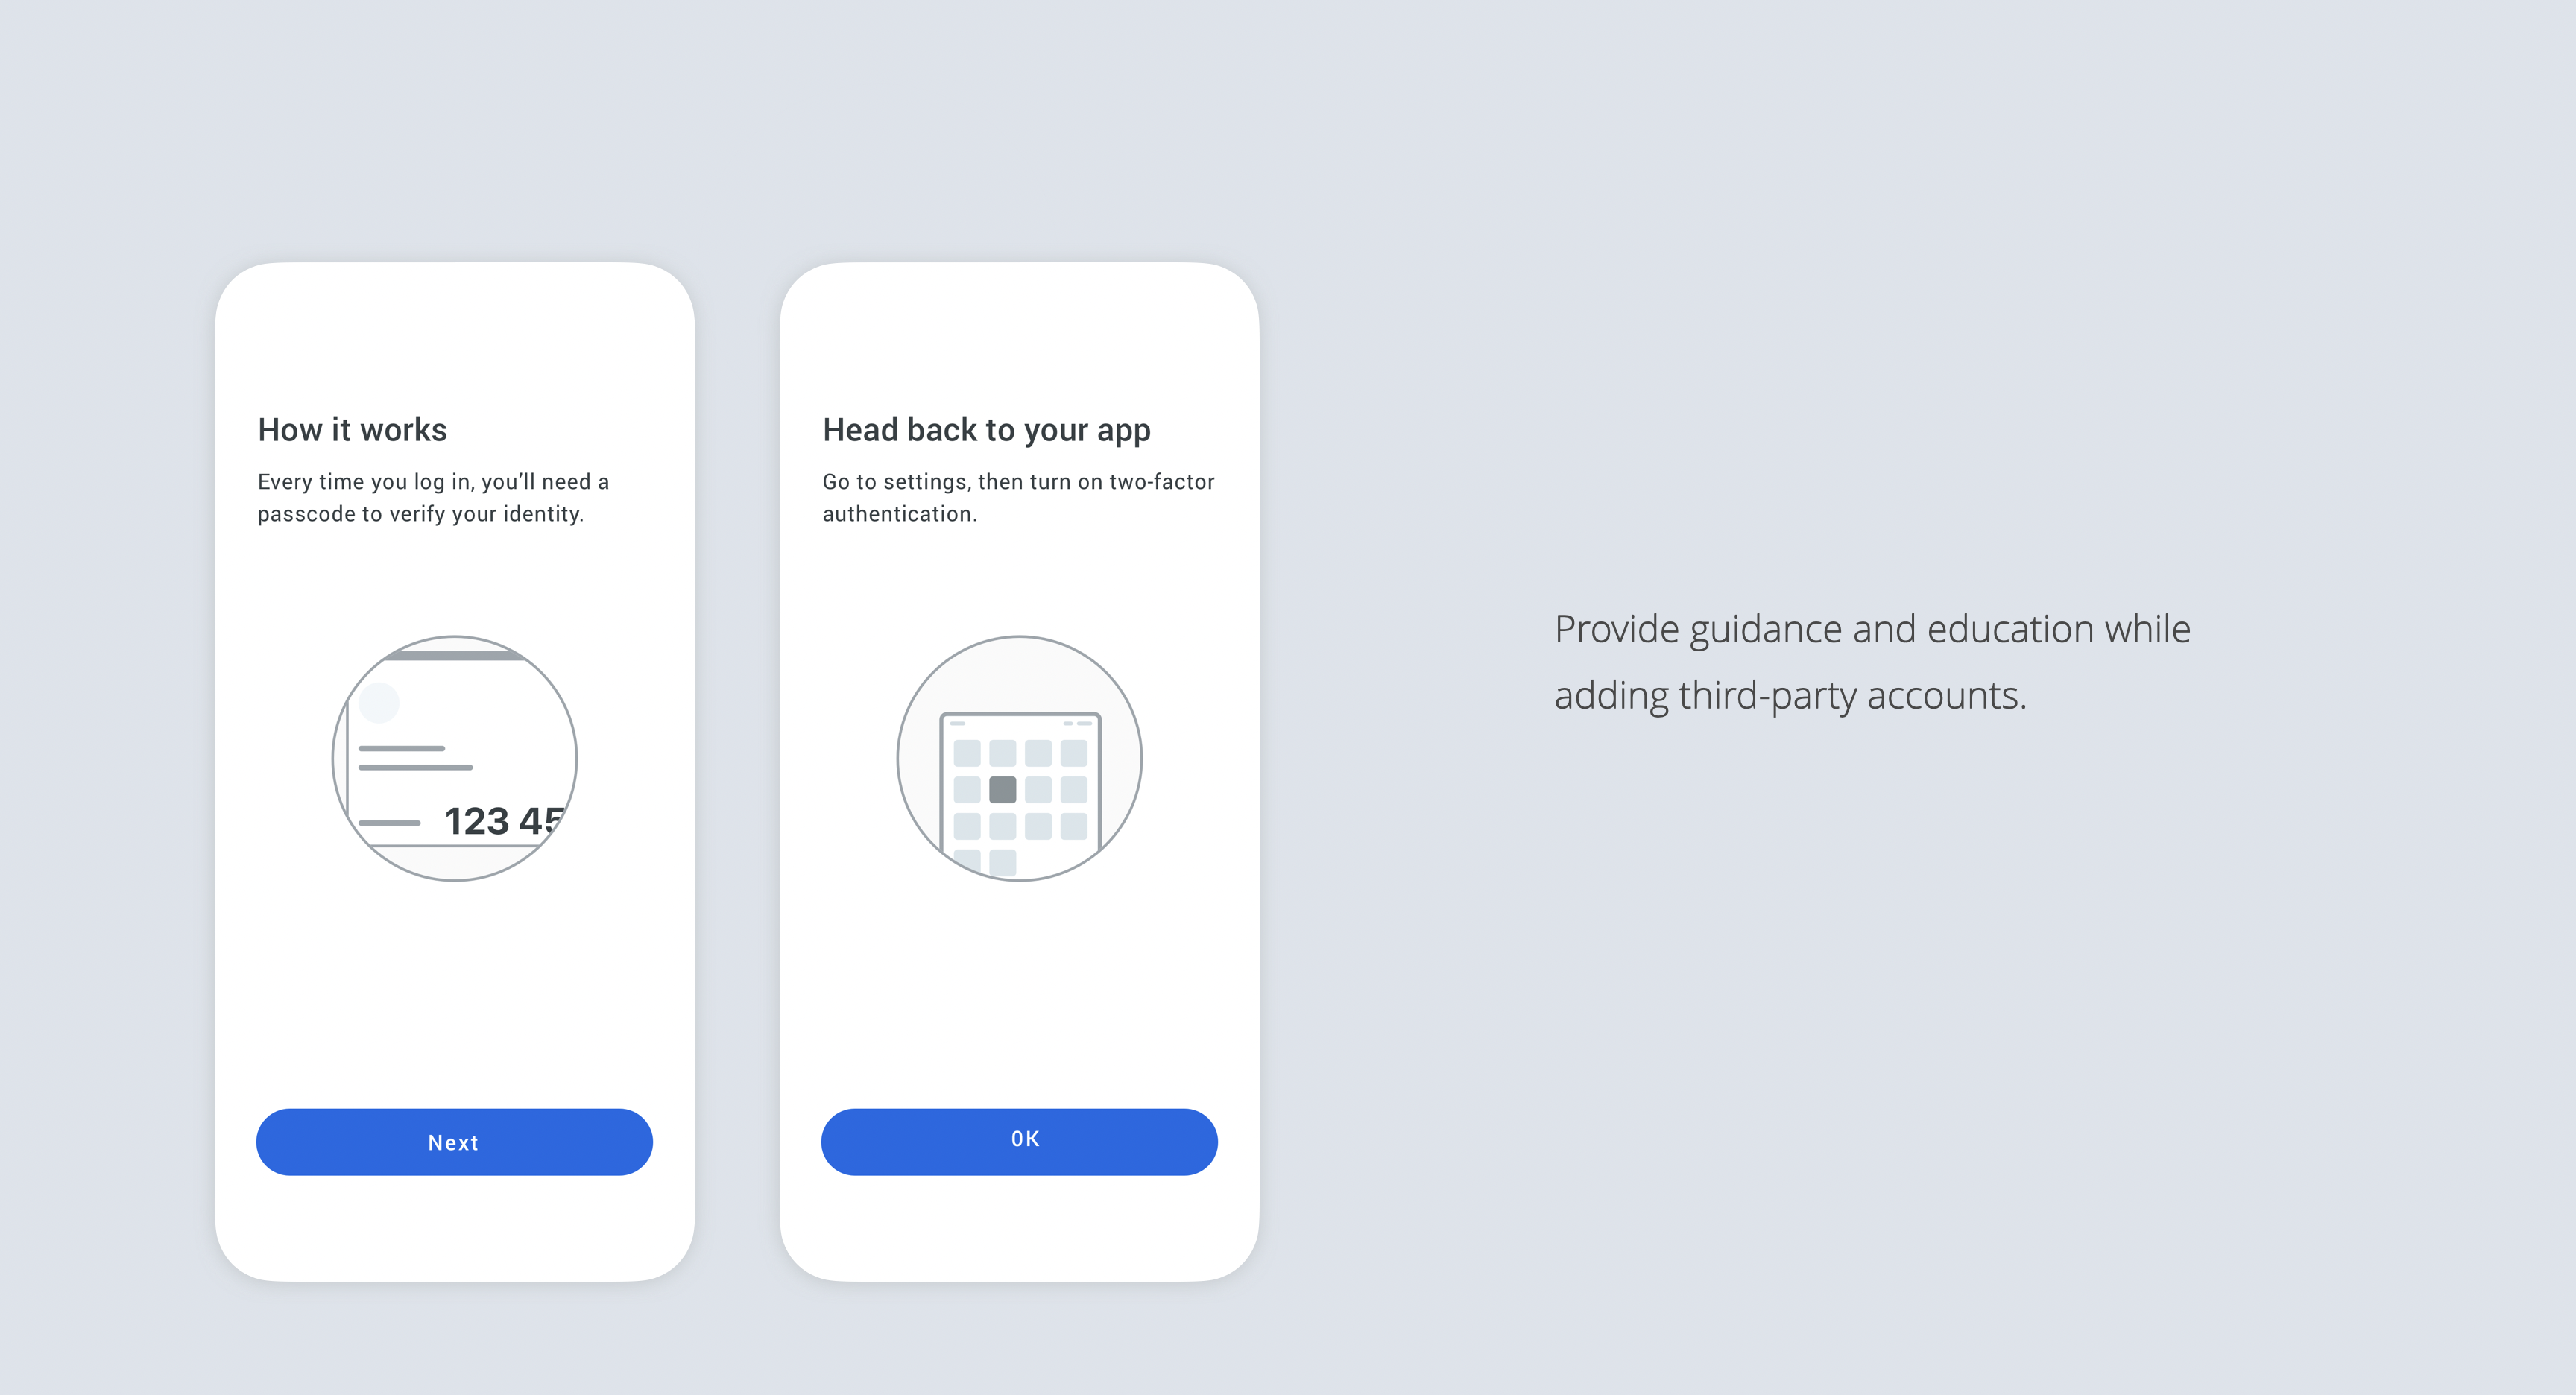 How it works
Every time you log in, you’ll need a
passcode to verify your identity.
123 45
Next
Head back to your app
Go to settings, then turn on two-factor
authentication.
0K
Provide guidance and education while
adding third-party accounts.